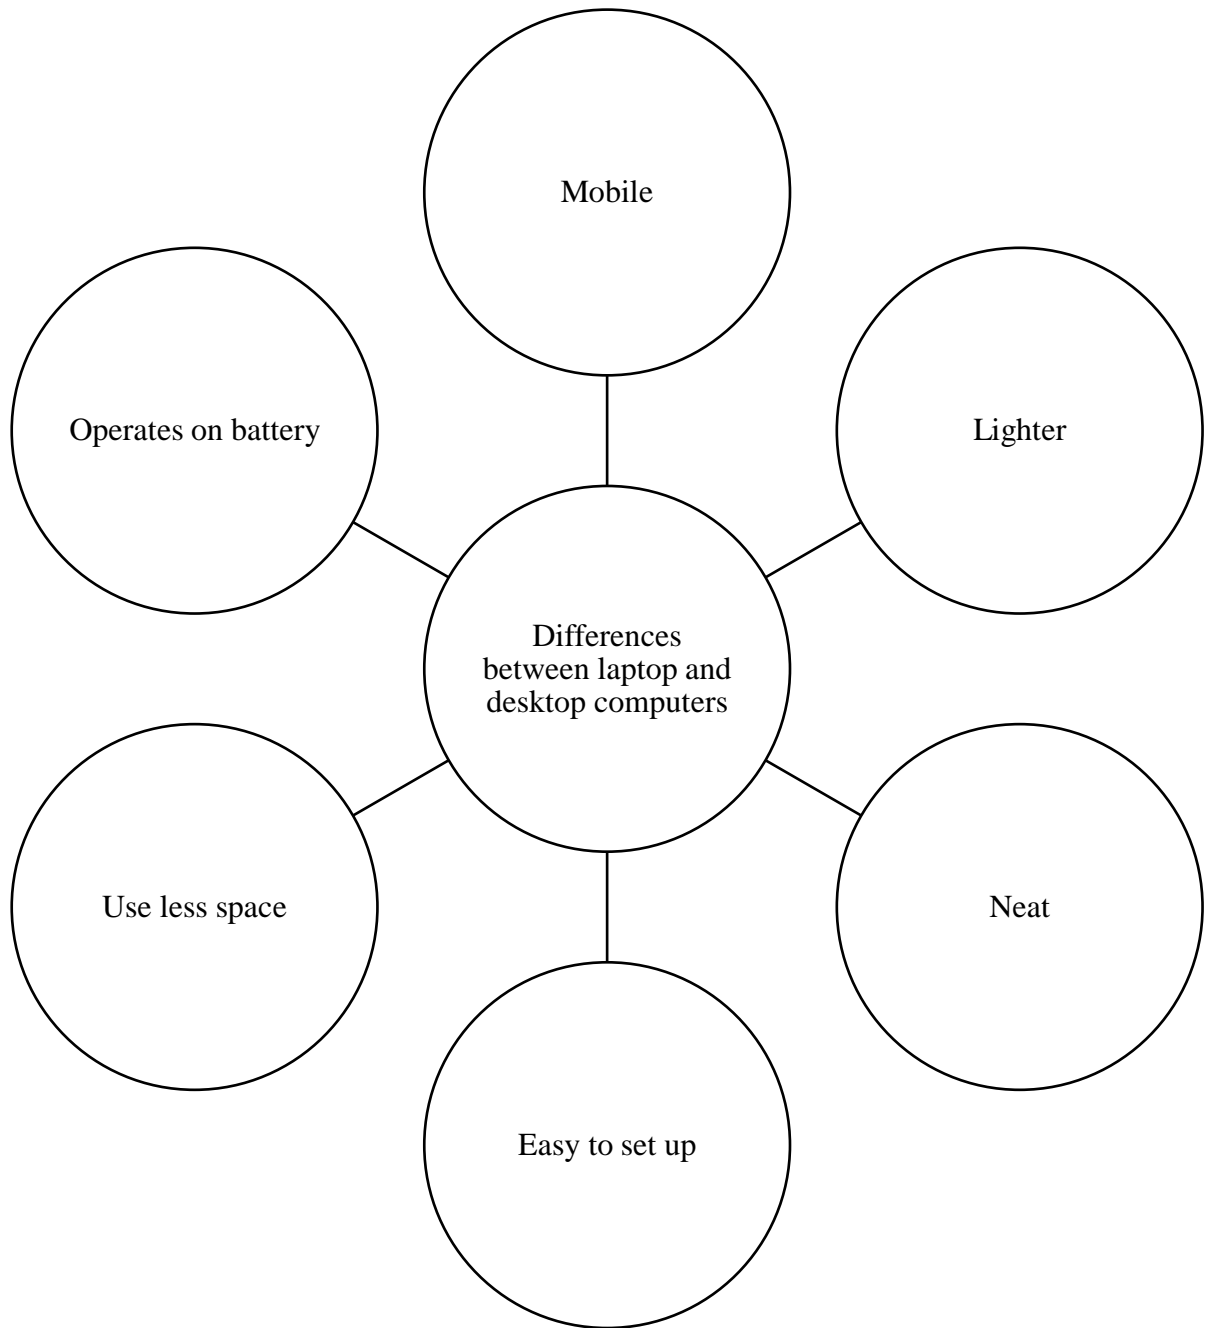 Mobile
Operates on battery
Lighter
Differences
between laptop and
desktop computers
Use less space
Neat
Easy to set up